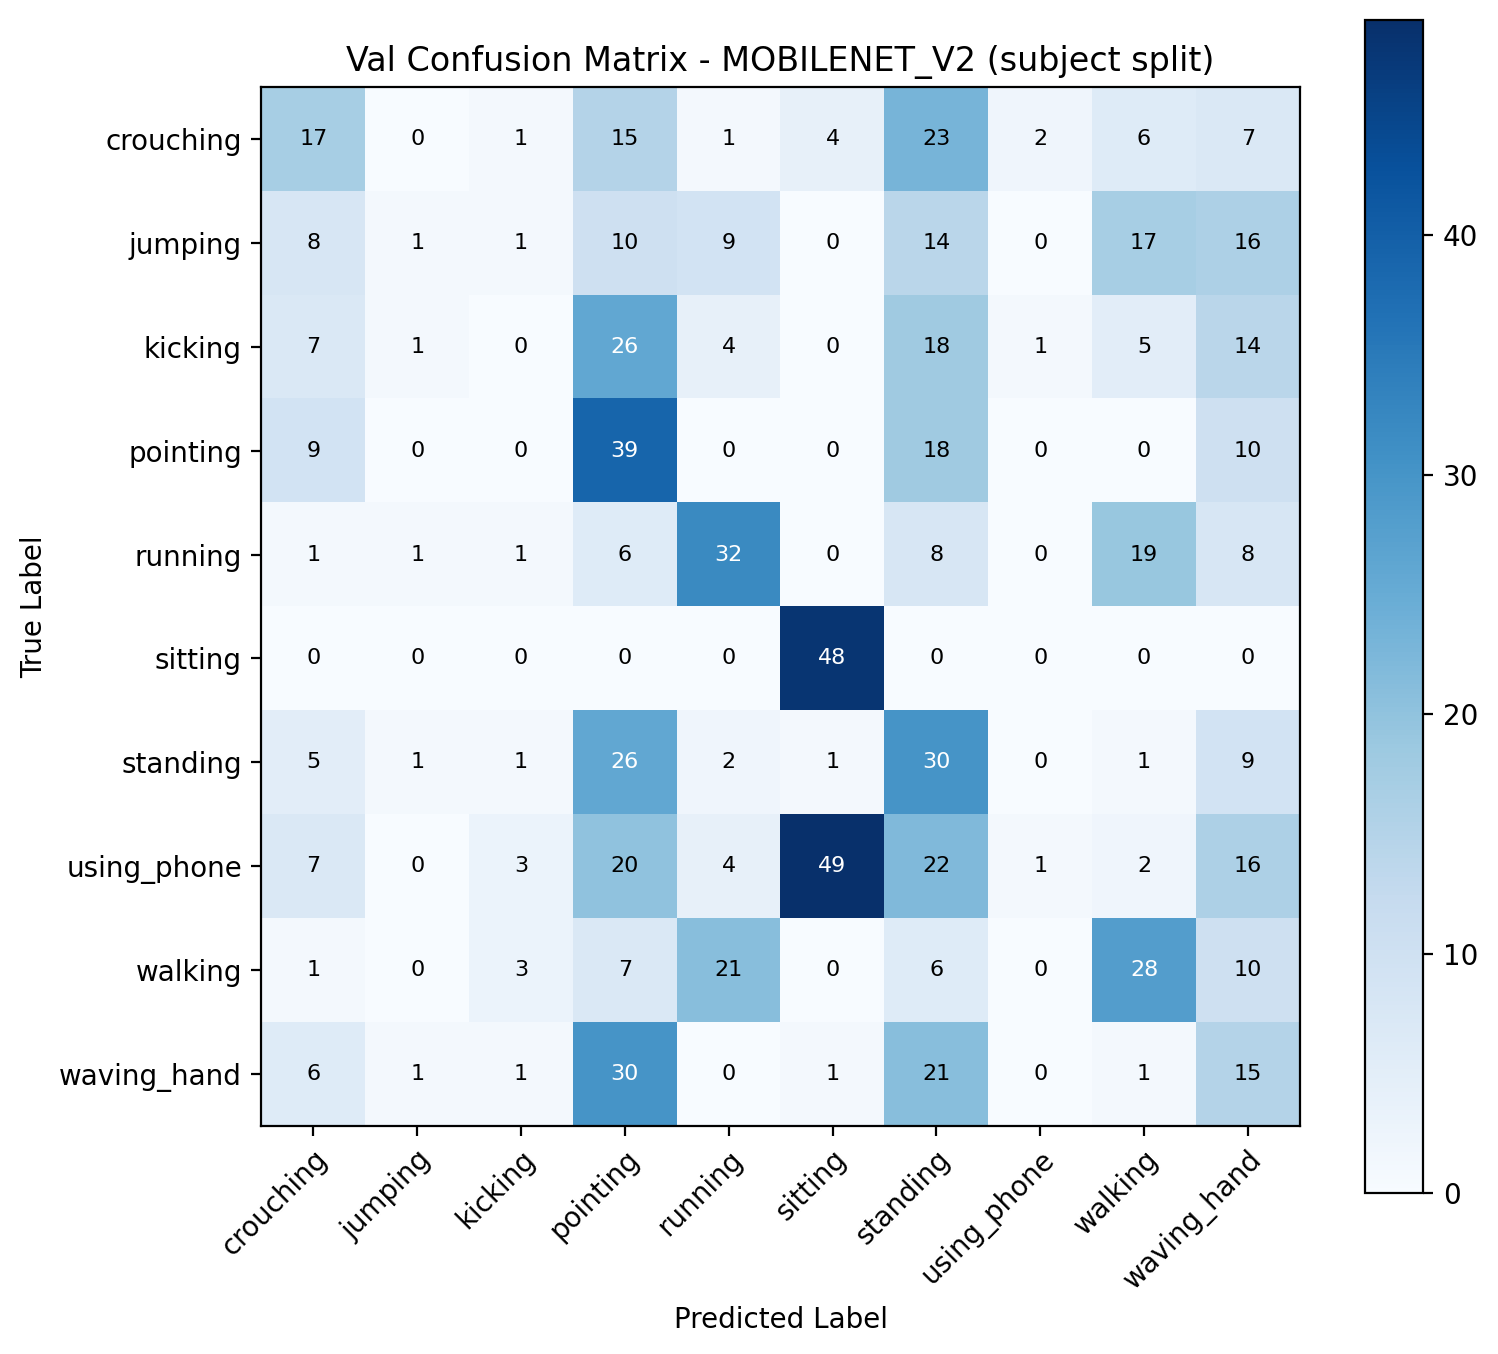 Val Confusion Matrix - MOBILENET_V2 (subject split)
True Label
crouching 17 0 1 15 1 4 23 2 6 7
jumping 8 1 1 10 9 0 14 0 17 16
kicking 7 1 0 26 4 0 18 1 5 14
pointing 9 0 0 39 0 0 18 0 0 10
running 1 1 1 6 32 0 8 0 19 8
sitting 0 0 0 0 0 48 0 0 0 0
standing 5 1 1 26 2 1 30 0 1 9
using_phone 7 0 3 20 4 49 22 1 2 16
walking 1 0 3 7 21 0 6 0 28 10
waving_hand 6 1 1 30 0 1 21 0 1 15
crouching jumping kicking pointing running sitting standing using_phone walking waving_hand
Predicted Label
40
30
20
10
0